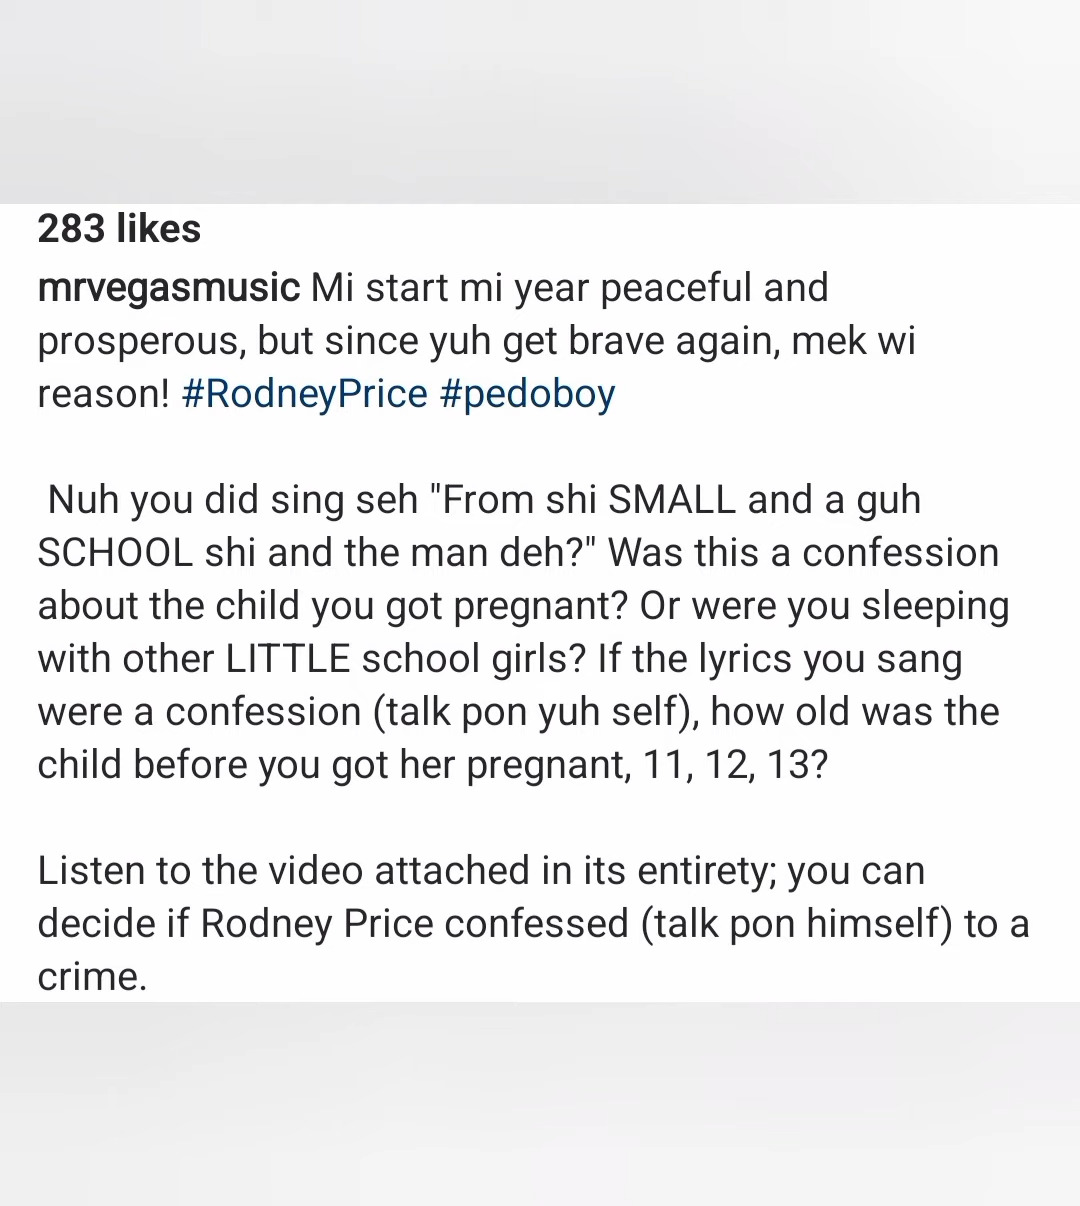 283 likes
mrvegasmusic Mi start mi year peaceful and
prosperous, but since yuh get brave again, mek wi
reason! #RodneyPrice #pedoboy
Nuh you did sing seh "From shi SMALL and a guh
SCHOOL shi and the man deh?" Was this a confession
about the child you got pregnant? Or were you sleeping
with other LITTLE school girls? If the lyrics you sang
were a confession (talk pon yuh self), how old was the
child before you got her pregnant, 11, 12, 13?
Listen to the video attached in its entirety; you can
decide if Rodney Price confessed (talk pon himself) to a
crime.